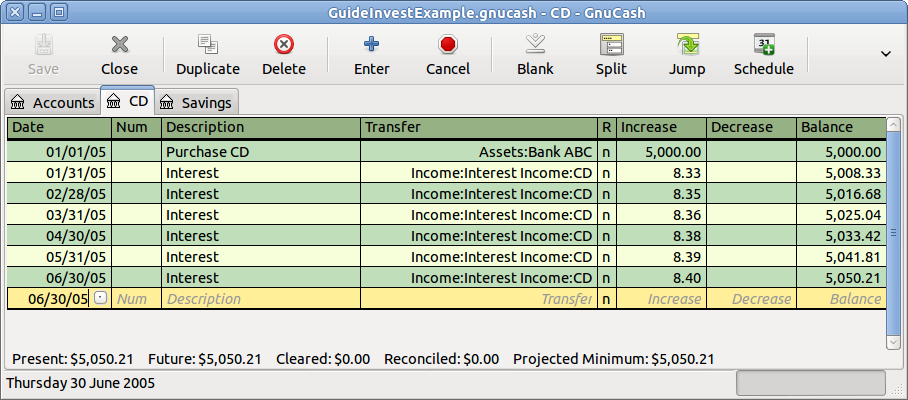 GuideInvestExample.gnucash - CD - GnuCash
Save Close Duplicate Delete Enter Cancel Blank Split Jump Schedule
Accounts CD Savings
Date Num Description Transfer R Increase Decrease Balance
01/01/05 Purchase CD Assets:Bank ABC n 5,000.00 5,000.00
01/31/05 Interest Income:Interest Income:CD n 8.33 5,008.33
02/28/05 Interest Income:Interest Income:CD n 8.35 5,016.68
03/31/05 Interest Income:Interest Income:CD n 8.36 5,025.04
04/30/05 Interest Income:Interest Income:CD n 8.38 5,033.42
05/31/05 Interest Income:Interest Income:CD n 8.39 5,041.81
06/30/05 Interest Income:Interest Income:CD n 8.40 5,050.21
06/30/05 Num Description Transfer n Increase Decrease Balance
Present: $5,050.21 Future: $5,050.21 Cleared: $0.00 Reconciled: $0.00 Projected Minimum: $5,050.21
Thursday 30 June 2005